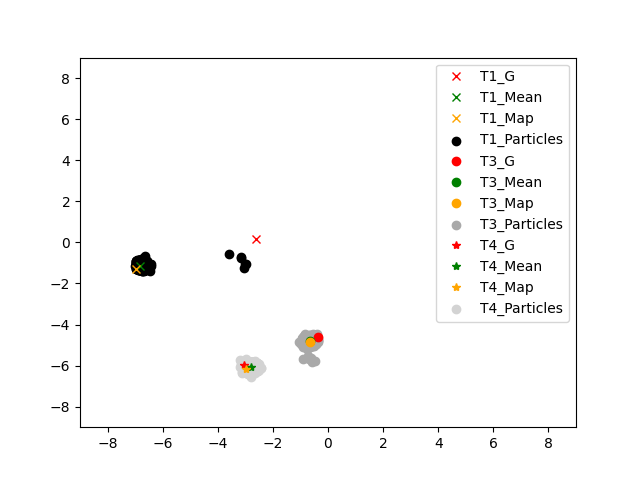 8
6
4
2
0
−2
−4
−6
−8
−8 −6 −4 −2 0 2 4 6 8
T1_G
T1_Mean
T1_Map
T1_Particles
T3_G
T3_Mean
T3_Map
T3_Particles
T4_G
T4_Mean
T4_Map
T4_Particles